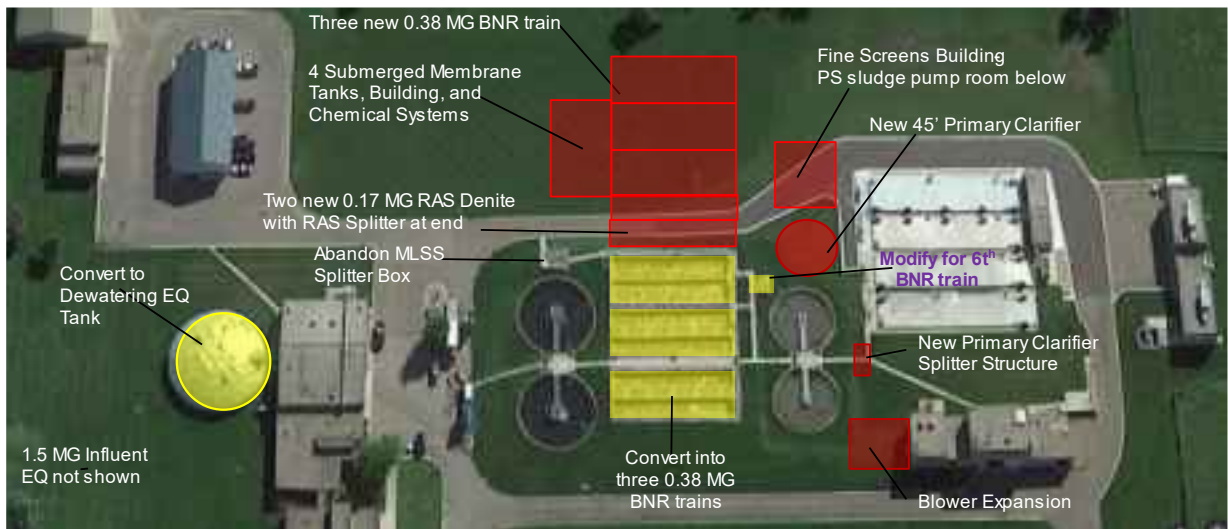 Three new 0.38 MG BNR train
4 Submerged Membrane
Tanks, Building, and
Chemical Systems
Fine Screens Building
PS sludge pump room below
New 45' Primary Clarifier
Two new 0.17 MG RAS Denite
with RAS Splitter at end
Abandon MLSS
Splitter Box
Modify for 6tʰ
BNR train
Convert to
Dewatering EQ
Tank
New Primary Clarifier
Splitter Structure
1.5 MG Influent
EQ not shown
Convert into
three 0.38 MG
BNR trains
Blower Expansion